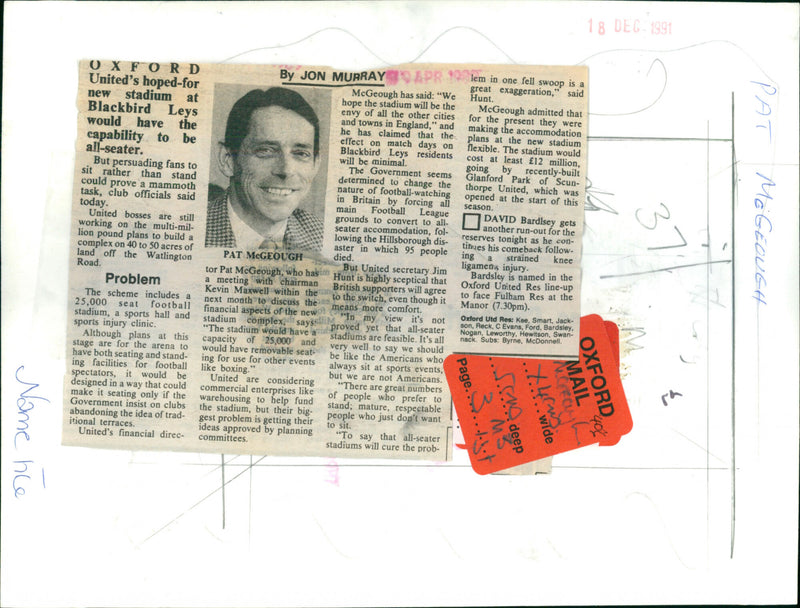 18 DEC 1991
PAT McGEOUGH
Name file
By JON MURRAY
APR
OXFORD
United's hoped-for
new stadium at
Blackbird Leys
would have the
capability to be
all-seater.
But persuading fans to
sit rather than stand
could prove a mammoth
task, club officials said
today.
United bosses are still
working on the multi-mil-
lion pound plans to build a
complex on 40 to 50 acres of
land off the Watlington
Road.
Problem
The scheme includes a
25,000 seat football
stadium, a sports hall and
sports injury clinic.
Although plans at this
stage are for the arena to
have both seating and stand-
ing facilities for football
spectators, it would be
designed in a way that could
make it seating only if the
Government insist on clubs
abandoning the idea of trad-
itional terraces.
United's financial direc-
PAT McGEOUGH
tor Pat McGeough, who has
a meeting with chairman
Kevin Maxwell within the
next month to discuss the
financial aspects of the new
stadium complex, says
"The stadium would have a
capacity of 25,000 and
would have removable seat-
ing for use for other events
like boxing."
United are considering
commercial enterprises like
warehousing to help fund
the stadium, but their big-
gest problem is getting their
ideas approved by planning
committees.
McGeough has said: "We
hope the stadium will be the
envy of all the other cities
and towns in England," and
he has claimed that the
effect on match days on
Blackbird Leys residents
will be minimal.
The Government seems
determined to change the
nature of football-watching
in Britain by forcing all
main Football League
grounds to convert to all-
seater accommodation, fol-
lowing the Hillsborough dis-
aster in which 95 people
died.
But United secretary Jim
Hunt is highly sceptical that
British supporters will agree
to the switch, even though it
means more comfort.
"In my view it's not
proved yet that all-seater
stadiums are feasible. It's all
very well to say we should
be like the Americans who
always sit at sports events,
but we are not Americans.
"There are great numbers
of people who prefer to
stand; mature, respectable
people who just don't want
to sit.
"To say that all-seater
stadiums will cure the prob-
lem in one fell swoop is a
great exaggeration," said
Hunt.
McGeough admitted that
for the present they were
making the accommodation
plans at the new stadium
flexible. The stadium would
cost at least £12 million,
going by recently-built
Glanford Park of Scun-
thorpe United, which was
opened at the start of this
season.
DAVID Bardlsey gets
another run-out for the
reserves tonight as he con-
tinues his comeback follow-
ing a strained knee
ligament injury.
Bardsley is named in the
Oxford United Res line-up
to face Fulham Res at the
Manor (7.30pm).
Oxford Utd Res: Kee, Smart, Jack-
son, Reck, C Evans, Ford, Bardsley,
Nogan, Leworthy, Hewitson, Swan-
nack. Subs: Byrne, McDonnell.
OXFORD
MAIL
wide
deep
Page
37